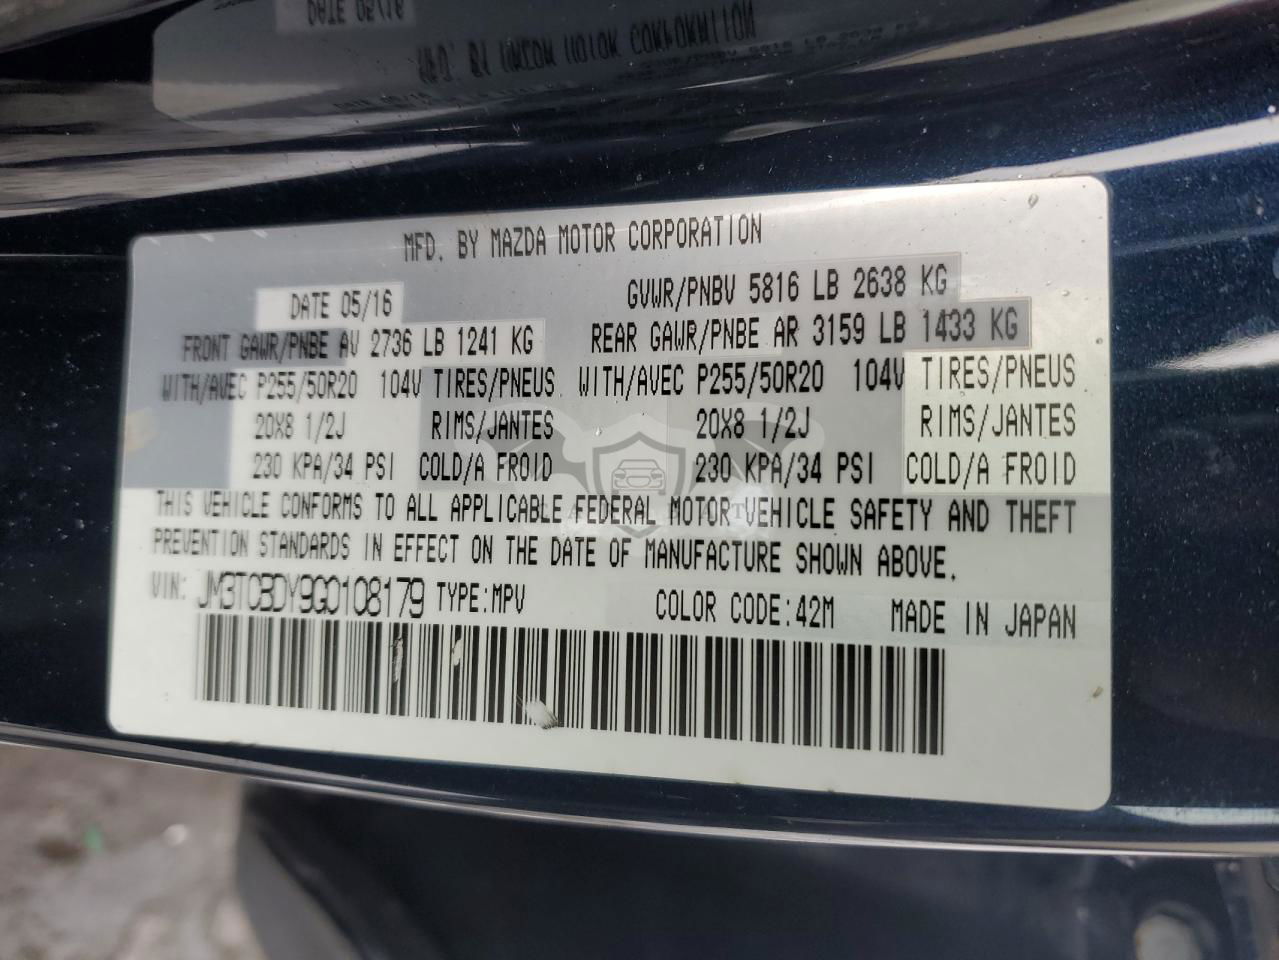 MFD. BY MAZDA MOTOR CORPORATION
DATE 05/16 GVWR/PNBV 5816 LB 2638 KG
FRONT GAWR/PNBE AV 2736 LB 1241 KG REAR GAWR/PNBE AR 3159 LB 1433 KG
WITH/AVEC P255/50R20 104V TIRES/PNEUS WITH/AVEC P255/50R20 104V TIRES/PNEUS
20X8 1/2J RIMS/JANTES 20X8 1/2J RIMS/JANTES
230 KPA/34 PSI COLD/A FROID 230 KPA/34 PSI COLD/A FROID
THIS VEHICLE CONFORMS TO ALL APPLICABLE FEDERAL MOTOR VEHICLE SAFETY AND THEFT
PREVENTION STANDARDS IN EFFECT ON THE DATE OF MANUFACTURE SHOWN ABOVE.
VIN: JM3TCBDY9G0108179 TYPE:MPV COLOR CODE:42M MADE IN JAPAN